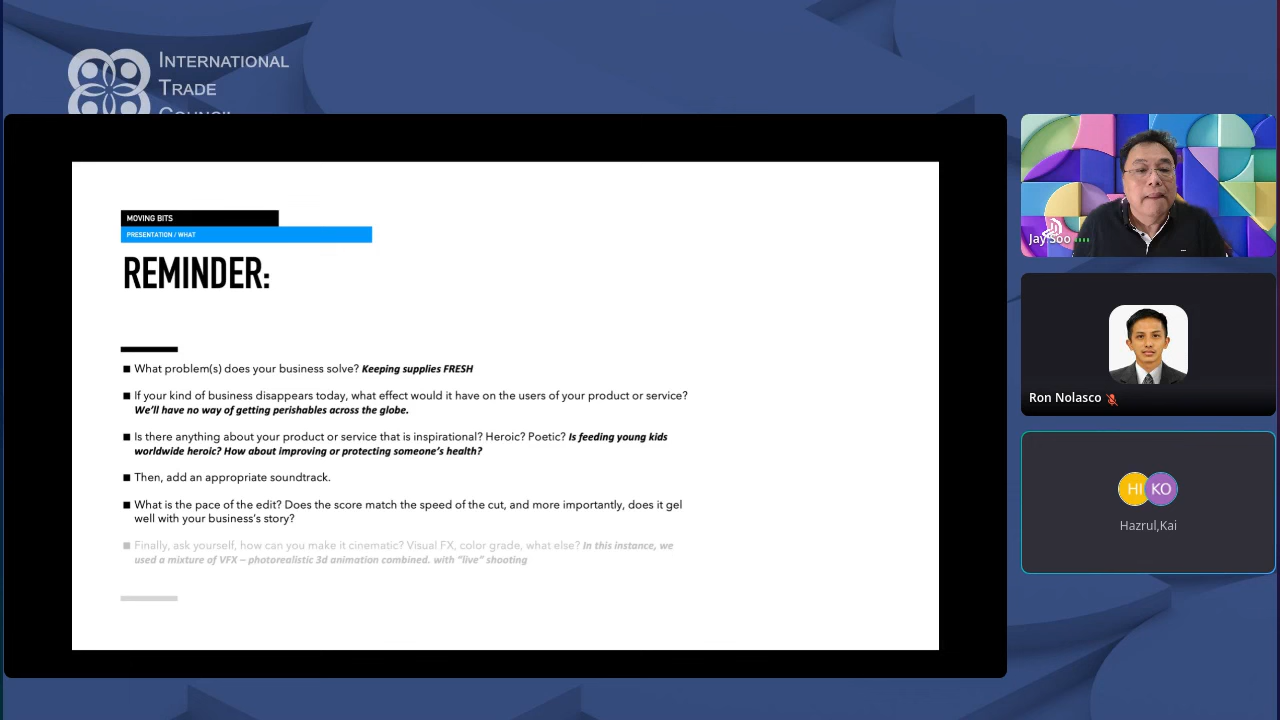 INTERNATIONAL
TRADE
COUNCIL
MOVING BITS
PRESENTATION / WHAT
REMINDER:
■ What problem(s) does your business solve? Keeping supplies FRESH
■ If your kind of business disappears today, what effect would it have on the users of your product or service?
We'll have no way of getting perishables across the globe.
■ Is there anything about your product or service that is inspirational? Heroic? Poetic? Is feeding young kids
worldwide heroic? How about improving or protecting someone's health?
■ Then, add an appropriate soundtrack.
■ What is the pace of the edit? Does the score match the speed of the cut, and more importantly, does it gel
well with your business's story?
■ Finally, ask yourself, how can you make it cinematic? Visual FX, color grade, what else? In this instance, we
used a mixture of VFX – photorealistic 3d animation combined. with "live" shooting
Jay Soo
Ron Nolasco
HI KO
Hazrul,Kai